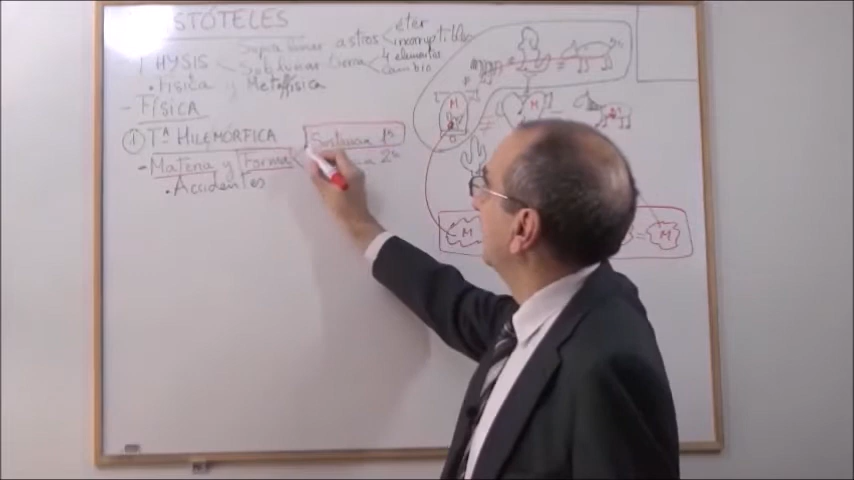 STÓTELES
PHYSIS Supralunar astros éter incorruptibles
Sublunar tierra 4 elementos cambio
• Física y Metafísica
- FÍSICA
① Tª HILEMÓRFICA Sustancia 1ª
- Materia y Forma 2ª
• Accidentes
M
M
M
M